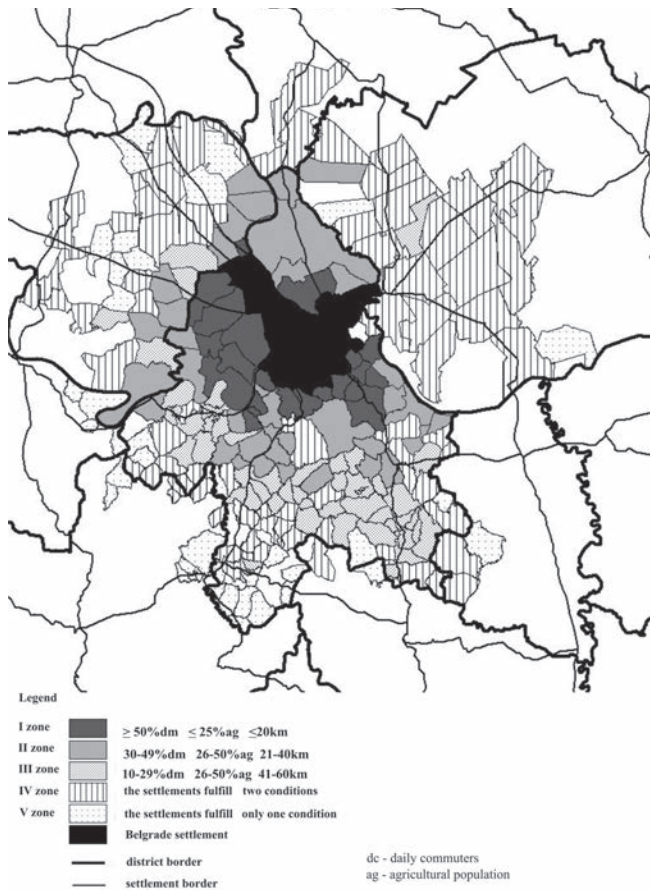 Legend
I zone ≥ 50%dm ≤ 25%ag ≤20km
II zone 30-49%dm 26-50%ag 21-40km
III zone 10-29%dm 26-50%ag 41-60km
IV zone the settlements fulfill two conditions
V zone the settlements fulfill only one condition
Belgrade settlement
district border
settlement border
dc - daily commuters
ag - agricultural population